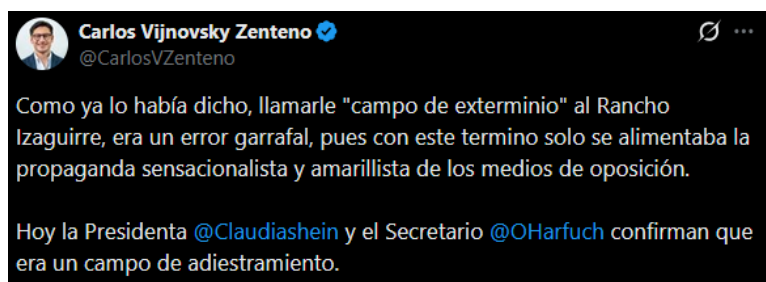 Carlos Vijnovsky Zenteno
@CarlosVZenteno
Como ya lo había dicho, llamarle "campo de exterminio" al Rancho
Izaguirre, era un error garrafal, pues con este termino solo se alimentaba la
propaganda sensacionalista y amarillista de los medios de oposición.
Hoy la Presidenta @Claudiashein y el Secretario @OHarfuch confirman que
era un campo de adiestramiento.